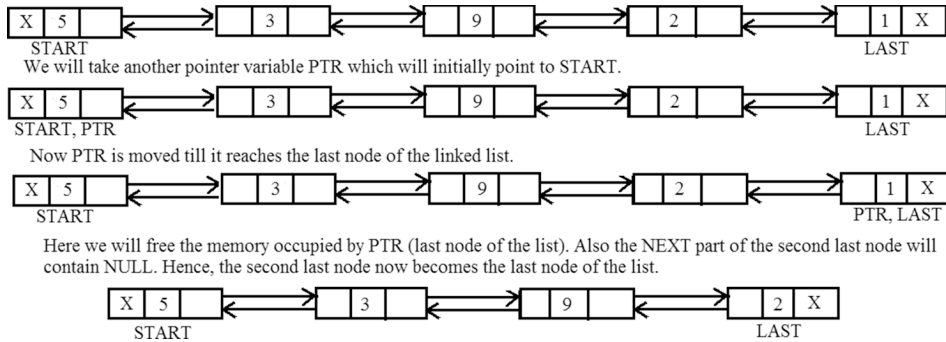 X 5 3 9 2 1 X
START LAST
We will take another pointer variable PTR which will initially point to START.
X 5 3 9 2 1 X
START, PTR LAST
Now PTR is moved till it reaches the last node of the linked list.
X 5 3 9 2 1 X
START PTR, LAST
Here we will free the memory occupied by PTR (last node of the list). Also the NEXT part of the second last node will
contain NULL. Hence, the second last node now becomes the last node of the list.
X 5 3 9 2 X
START LAST